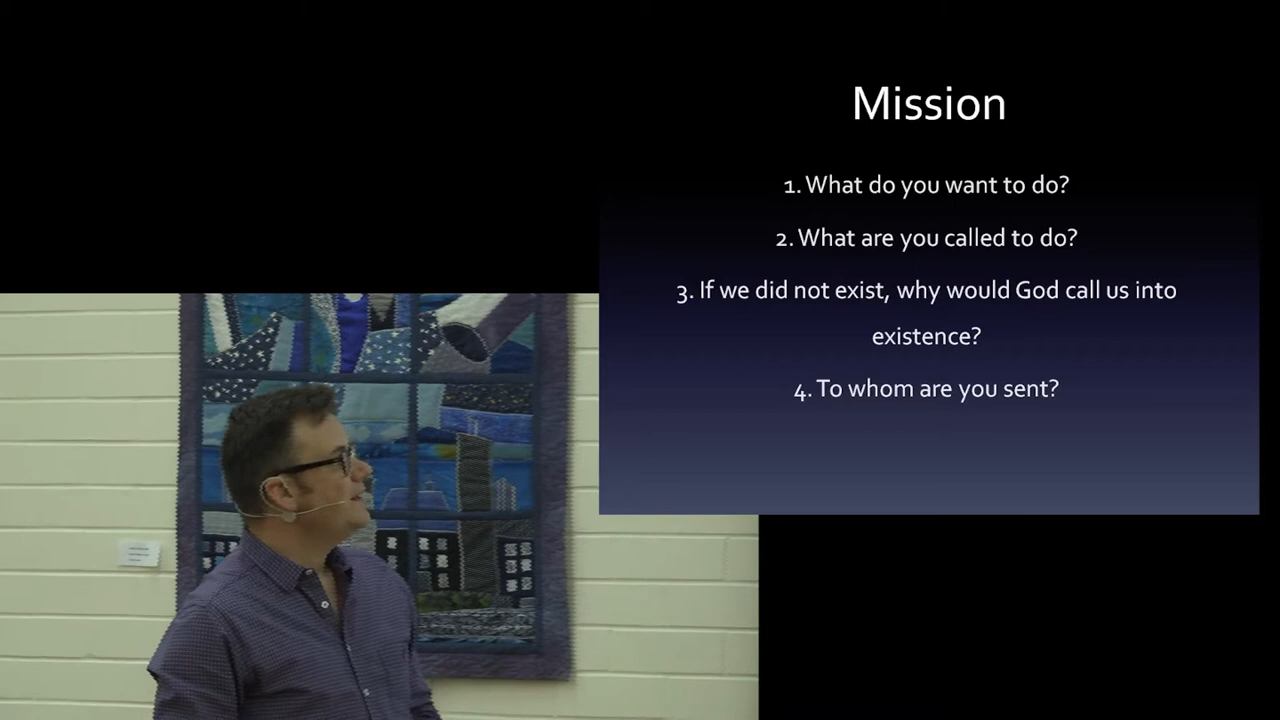 Mission
1. What do you want to do?
2. What are you called to do?
3. If we did not exist, why would God call us into
existence?
4. To whom are you sent?